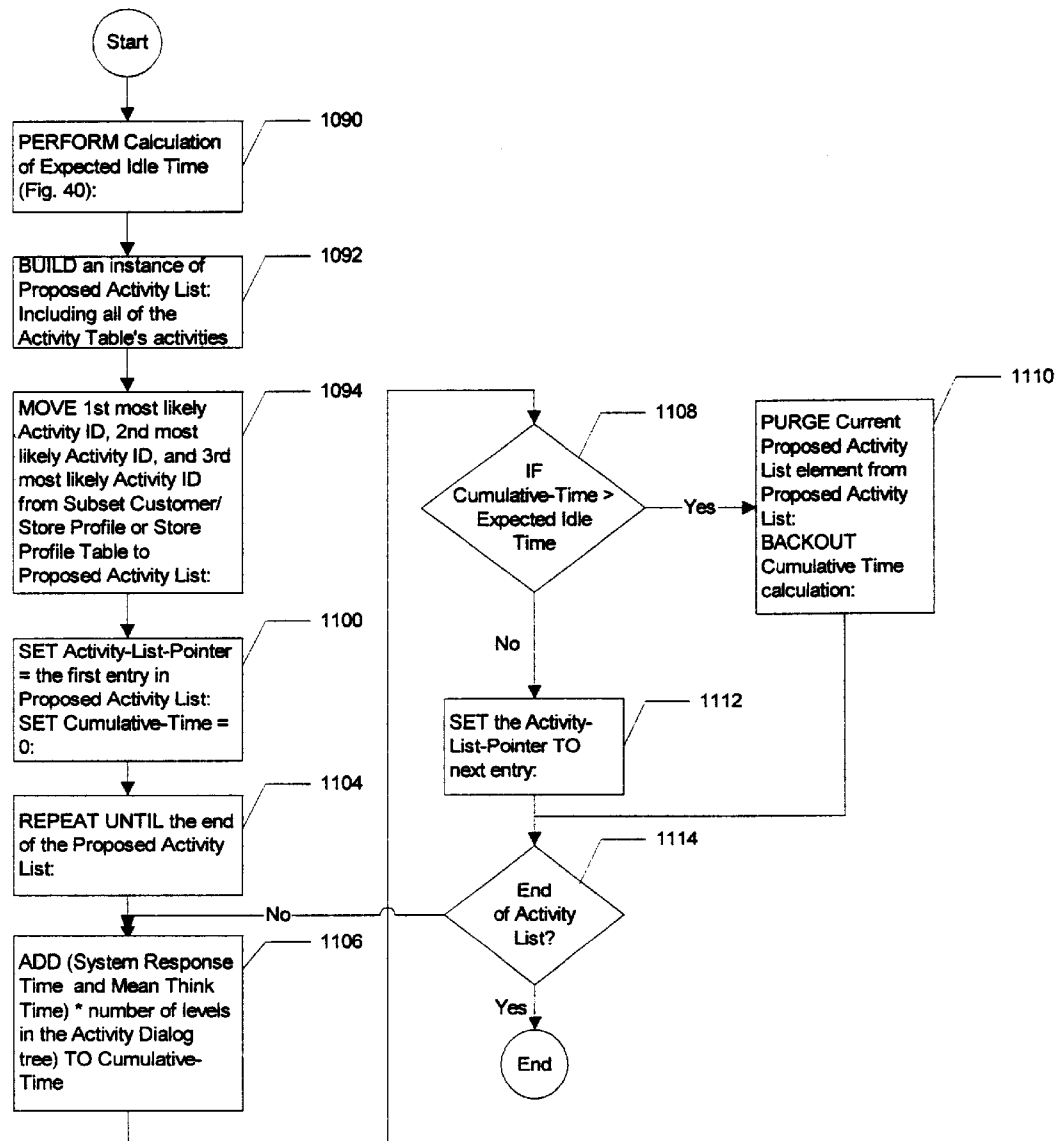 Start
1090
PERFORM Calculation
of Expected Idle Time
(Fig. 40):
1092
BUILD an instance of
Proposed Activity List:
Including all of the
Activity Table's activities
1094
MOVE 1st most likely
Activity ID, 2nd most
likely Activity ID, and 3rd
most likely Activity ID
from Subset Customer/
Store Profile or Store
Profile Table to
Proposed Activity List:
1100
SET Activity-List-Pointer
= the first entry in
Proposed Activity List:
SET Cumulative-Time =
0:
1104
REPEAT UNTIL the end
of the Proposed Activity
List:
1106
ADD (System Response
Time and Mean Think
Time) * number of levels
in the Activity Dialog
tree) TO Cumulative-
Time
1108
IF
Cumulative-Time >
Expected Idle
Time
Yes
1110
PURGE Current
Proposed Activity
List element from
Proposed Activity
List:
BACKOUT
Cumulative Time
calculation:
No
1112
SET the Activity-
List-Pointer TO
next entry:
1114
End
of Activity
List?
No
Yes
End